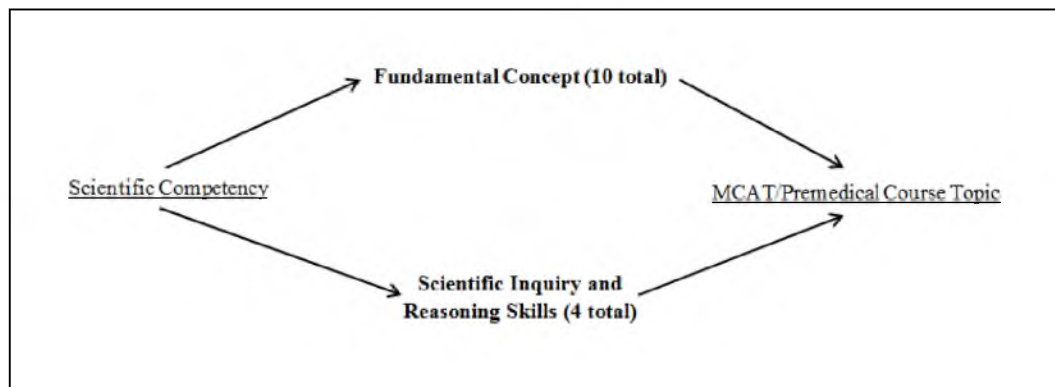 Fundamental Concept (10 total)
Scientific Competency
MCAT/Premedical Course Topic
Scientific Inquiry and
Reasoning Skills (4 total)